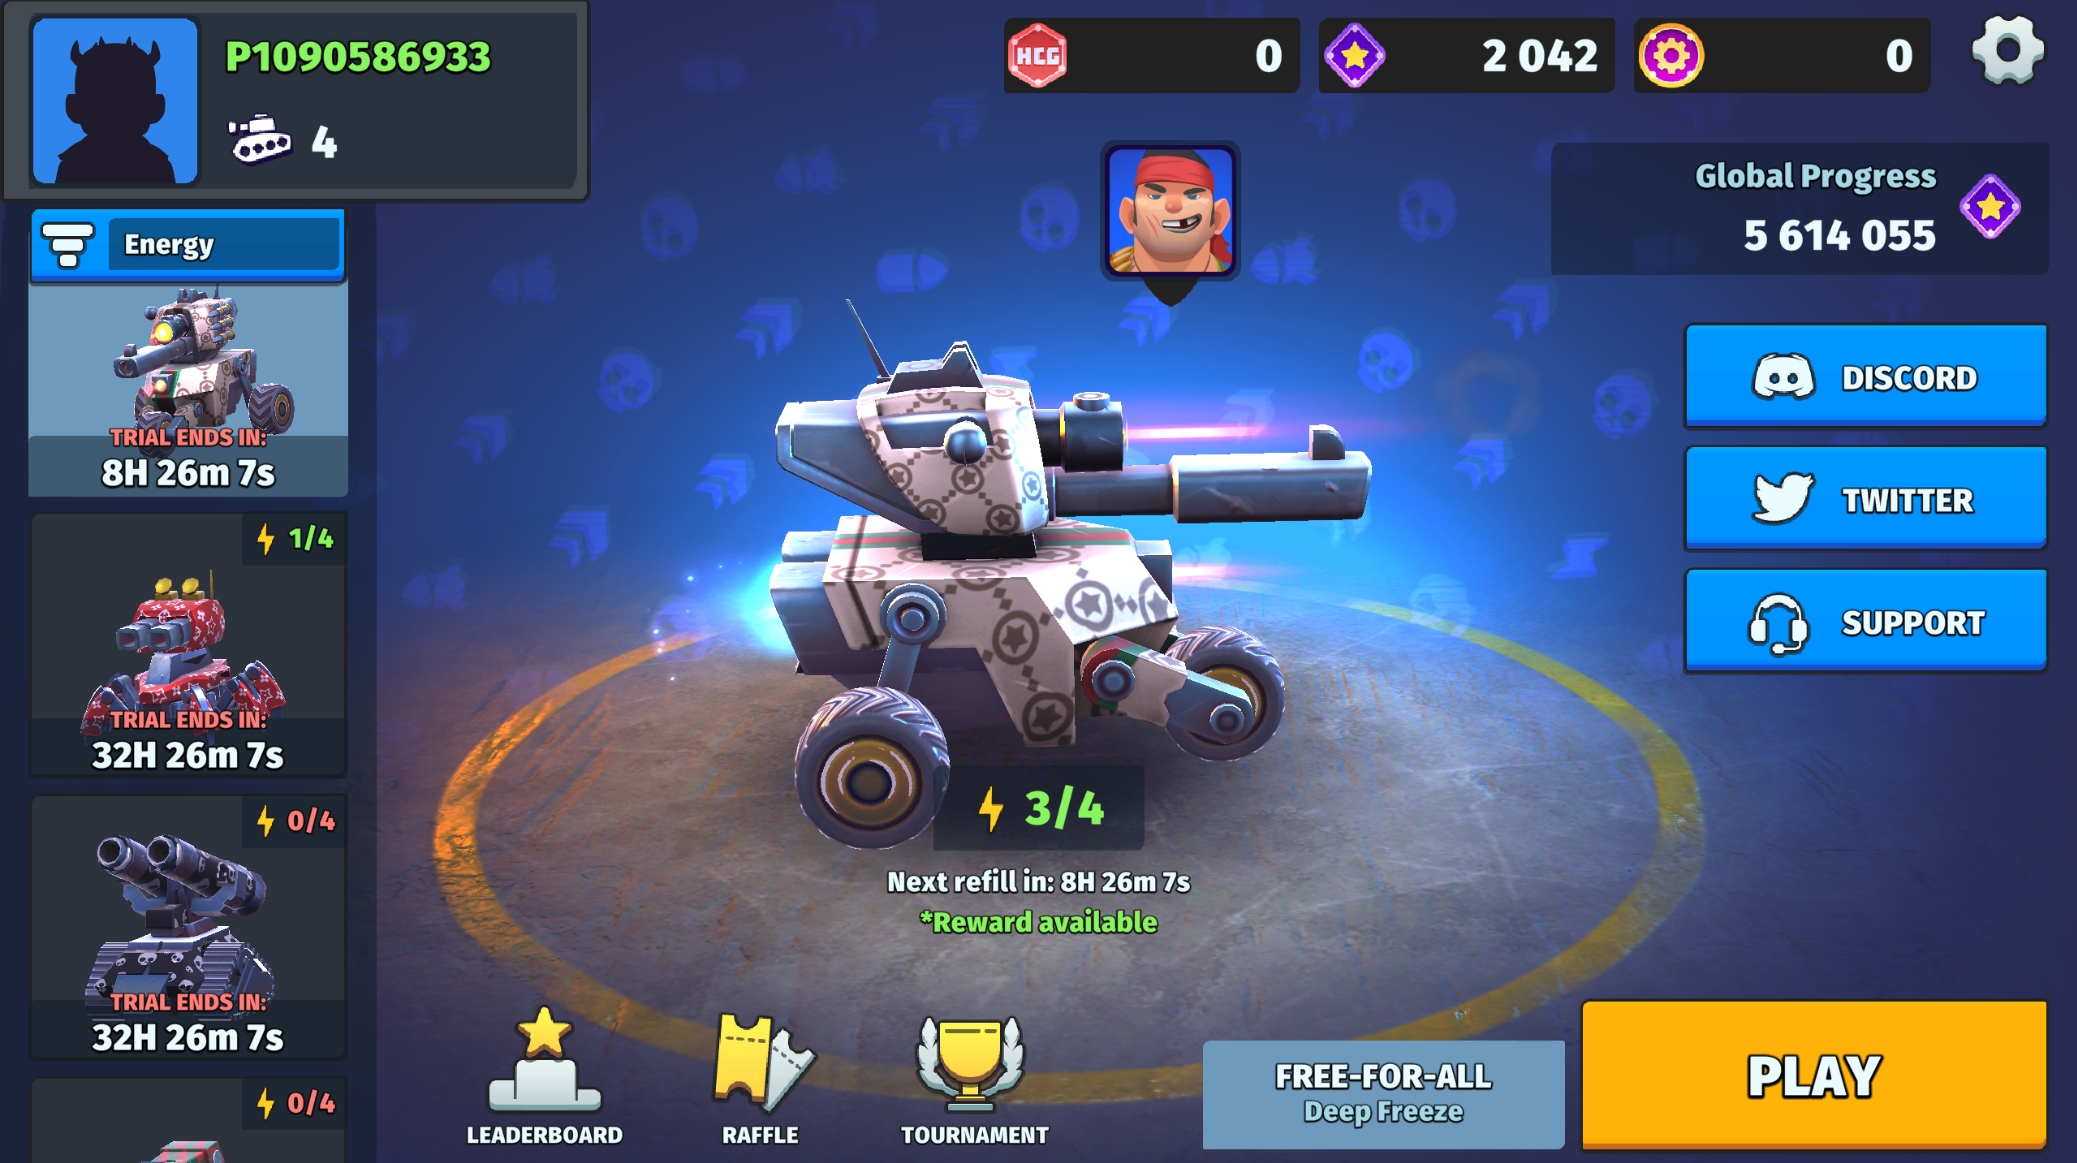 P1090586933
4
HCG
0
2 042
0
Global Progress
5 614 055
Energy
TRIAL ENDS IN:
8H 26m 7s
1/4
TRIAL ENDS IN:
32H 26m 7s
0/4
TRIAL ENDS IN:
32H 26m 7s
0/4
DISCORD
TWITTER
SUPPORT
3/4
Next refill in: 8H 26m 7s
*Reward available
LEADERBOARD
RAFFLE
TOURNAMENT
FREE-FOR-ALL
Deep Freeze
PLAY